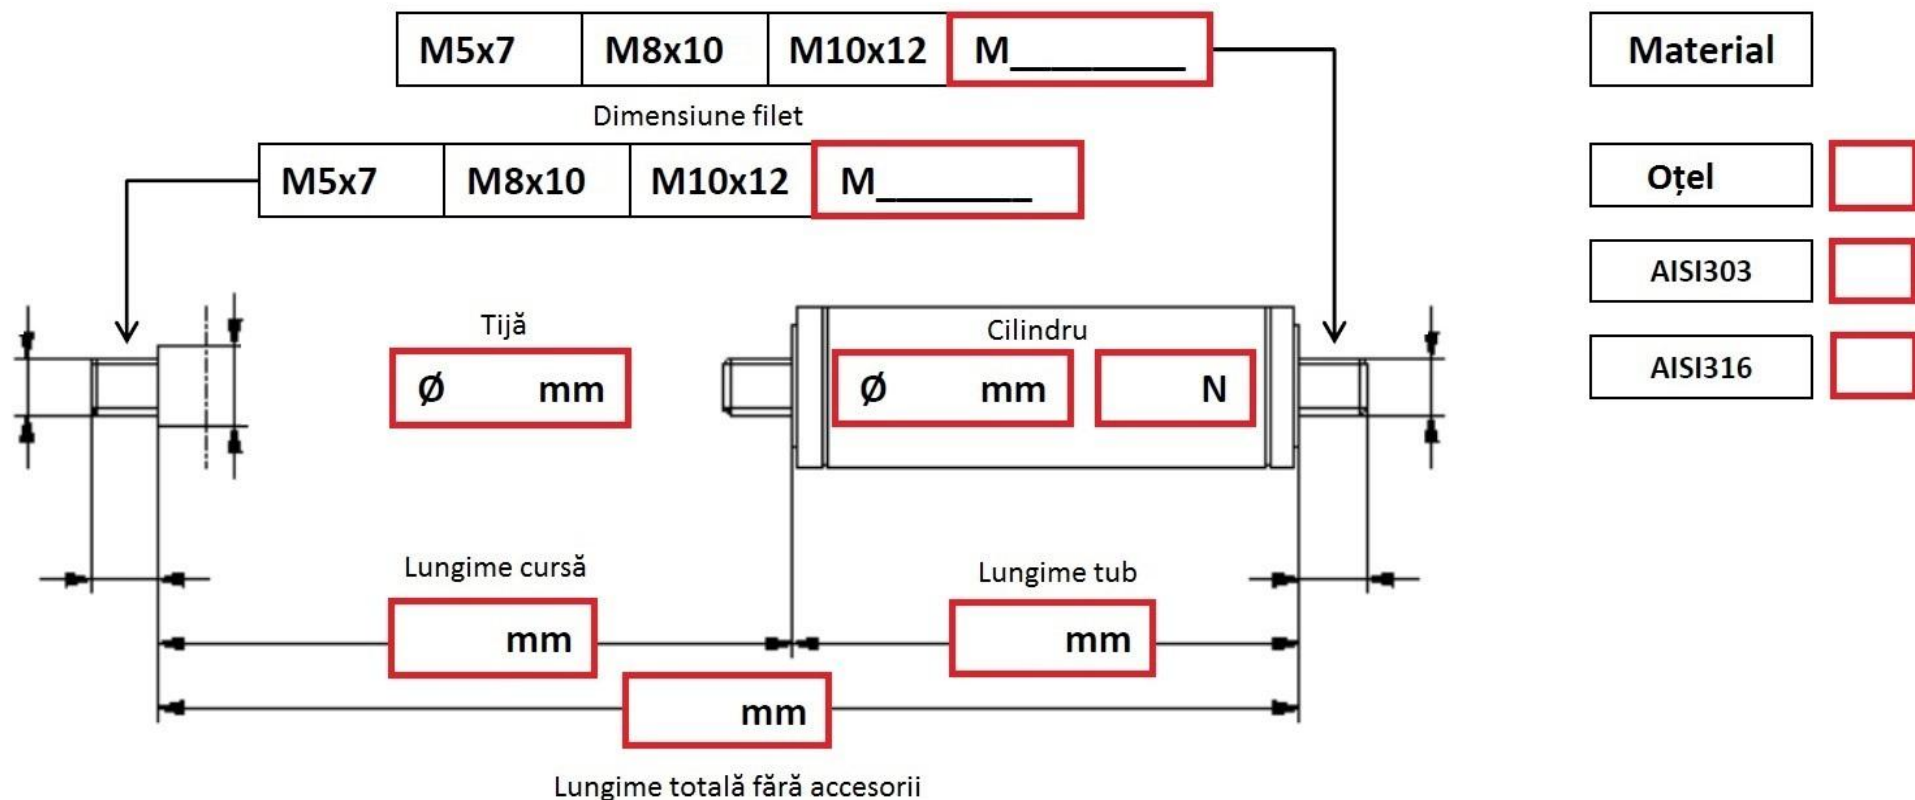 M5x7 M8x10 M10x12 M________
Material
Dimensiune filet
M5x7 M8x10 M10x12 M_______
Oțel
AISI303
Tijă
Cilindru
Ø mm
Ø mm
N
AISI316
Lungime cursă
Lungime tub
mm
mm
mm
Lungime totală fără accesorii